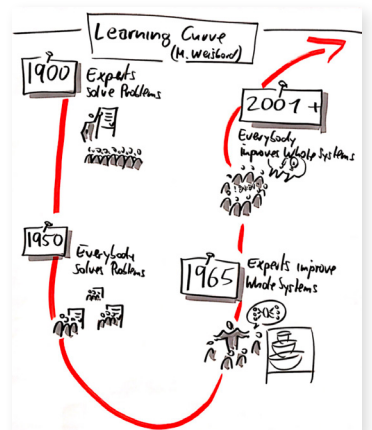 Learning Curve
(M. Weisbord)
1900
Experts
solve Problems
2001+
Everybody
improves Whole Systems
1950
Everybody
Solves Problems
1965
Experts improve
Whole Systems